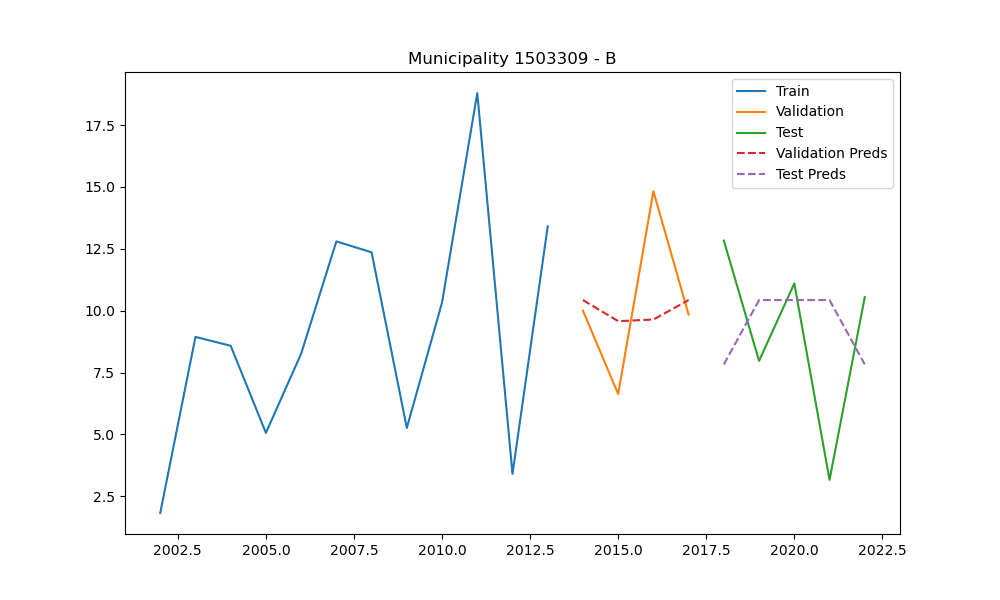 Municipality 1503309 - B
Train
Validation
Test
Validation Preds
Test Preds
17.5
15.0
12.5
10.0
7.5
5.0
2.5
2002.5 2005.0 2007.5 2010.0 2012.5 2015.0 2017.5 2020.0 2022.5